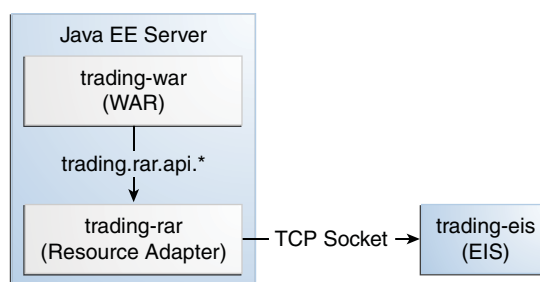 Java EE Server
trading-war
(WAR)
trading.rar.api.*
trading-rar
(Resource Adapter)
TCP Socket
trading-eis
(EIS)